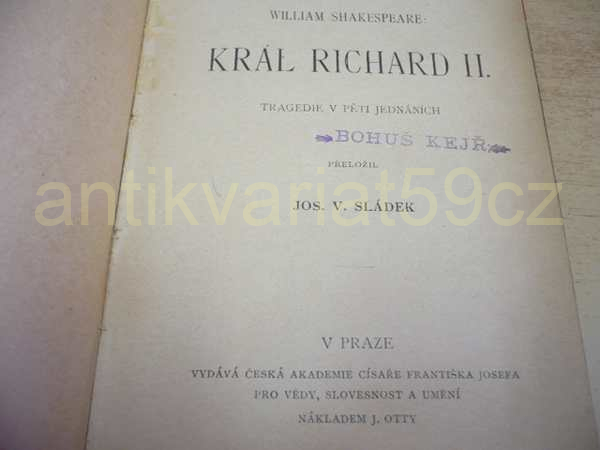 WILLIAM SHAKESPEARE:
KRÁL RICHARD II.
TRAGEDIE V PĚTI JEDNÁNÍCH
BOHUŠ KEJŘ
PŘELOŽIL
antikvariat59cz
JOS. V. SLÁDEK
V PRAZE
VYDÁVÁ ČESKÁ AKADEMIE CÍSAŘE FRANTIŠKA JOSEFA
PRO VĚDY, SLOVESNOST A UMĚNÍ
NÁKLADEM J. OTTY